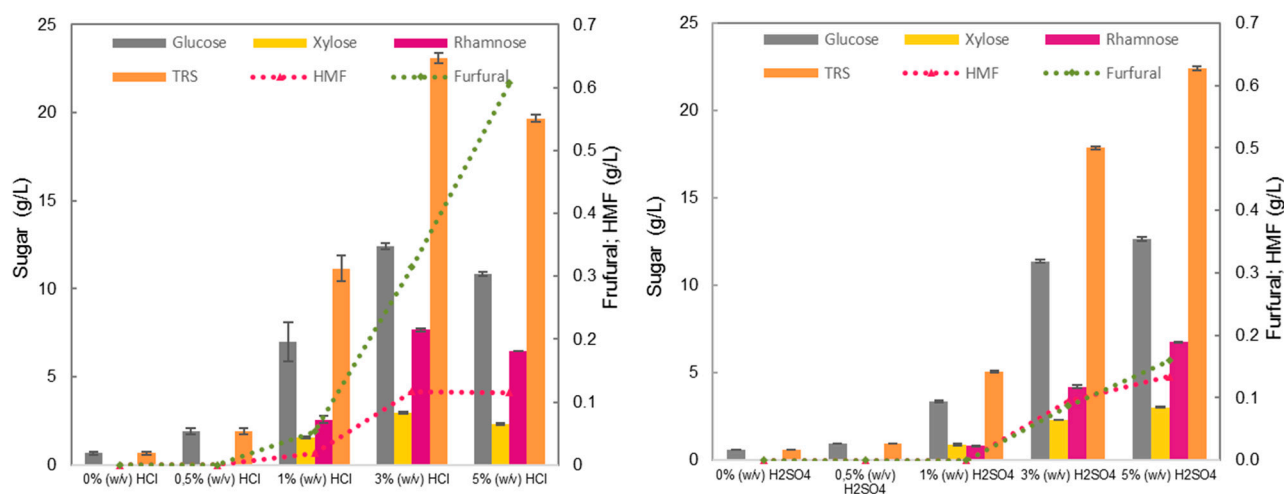 25
20
15
10
5
0
Sugar (g/L)
Glucose Xylose Rhamnose
TRS HMF Furfural
0.7
0.6
0.5
0.4
0.3
0.2
0.1
0
Frufural; HMF (g/L)
0% (w/v) HCl 0,5% (w/v) HCl 1% (w/v) HCl 3% (w/v) HCl 5% (w/v) HCl
25
20
15
10
5
0
Sugar (g/L)
Glucose Xylose Rhamnose
TRS HMF Furfural
0.7
0.6
0.5
0.4
0.3
0.2
0.1
0.0
Furfural; HMF (g/L)
0% (w/v) H2SO4 0,5% (w/v) 1% (w/v) H2SO4 3% (w/v) H2SO4 5% (w/v) H2SO4
H2SO4